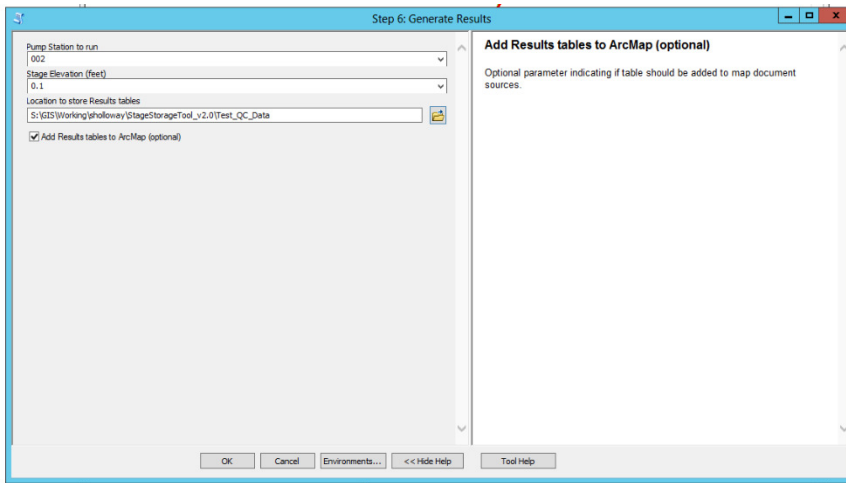 Step 6: Generate Results
Pump Station to run
002
Stage Elevation (feet)
0.1
Location to store Results tables
S:\GIS\Working\sholloway\StageStorageTool_v2.0\Test_QC_Data
Add Results tables to ArcMap (optional)
Add Results tables to ArcMap (optional)
Optional parameter indicating if table should be added to map document
sources.
OK
Cancel
Environments...
<< Hide Help
Tool Help